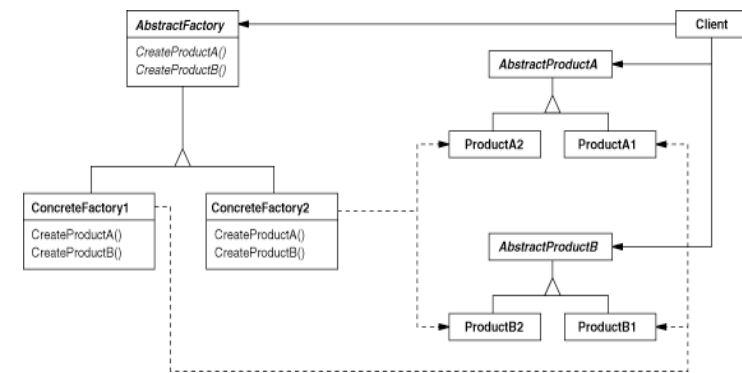 AbstractFactory
CreateProductA()
CreateProductB()
Client
AbstractProductA
ProductA2
ProductA1
ConcreteFactory1
CreateProductA()
CreateProductB()
ConcreteFactory2
CreateProductA()
CreateProductB()
AbstractProductB
ProductB2
ProductB1